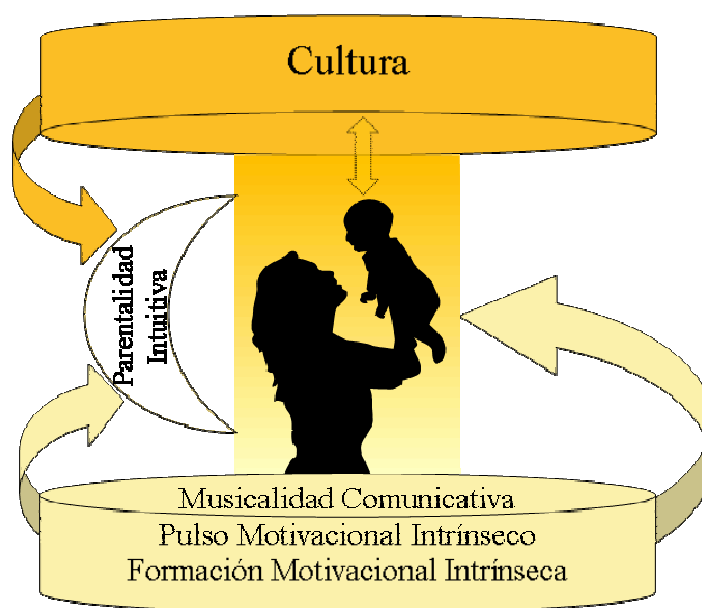 Cultura
Parentalidad
Intuitiva
Musicalidad Comunicativa
Pulso Motivacional Intrínseco
Formación Motivacional Intrínseca